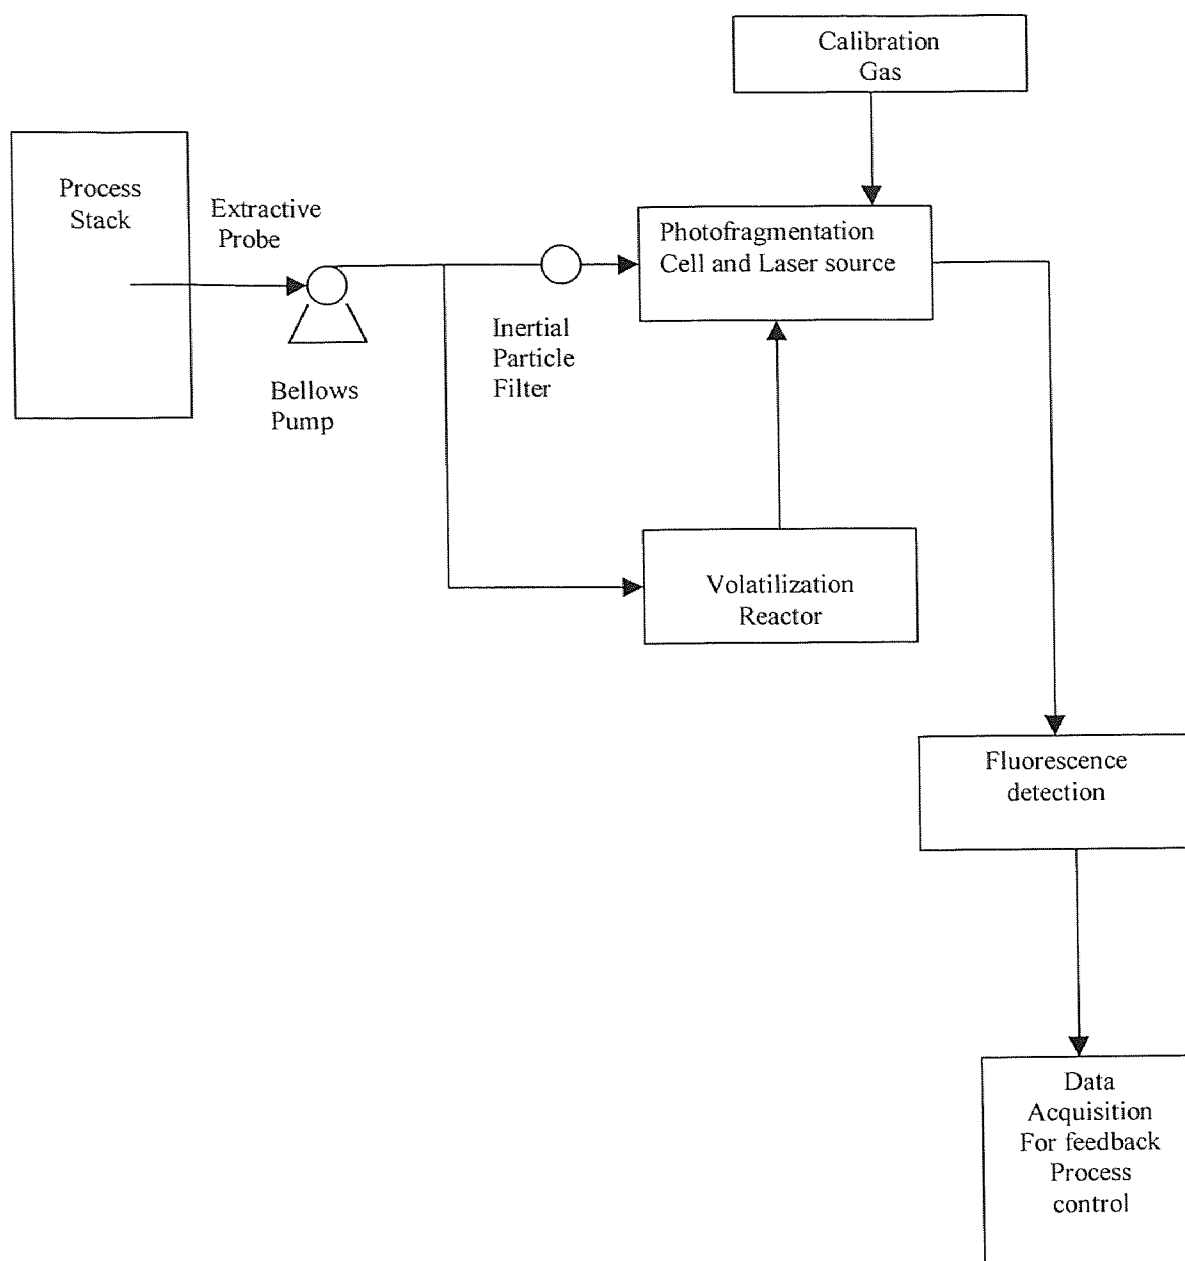 Calibration
Gas
Process
Stack
Extractive
Probe
Photofragmentation
Cell and Laser source
Inertial
Particle
Filter
Bellows
Pump
Volatilization
Reactor
Fluorescence
detection
Data
Acquisition
For feedback
Process
control